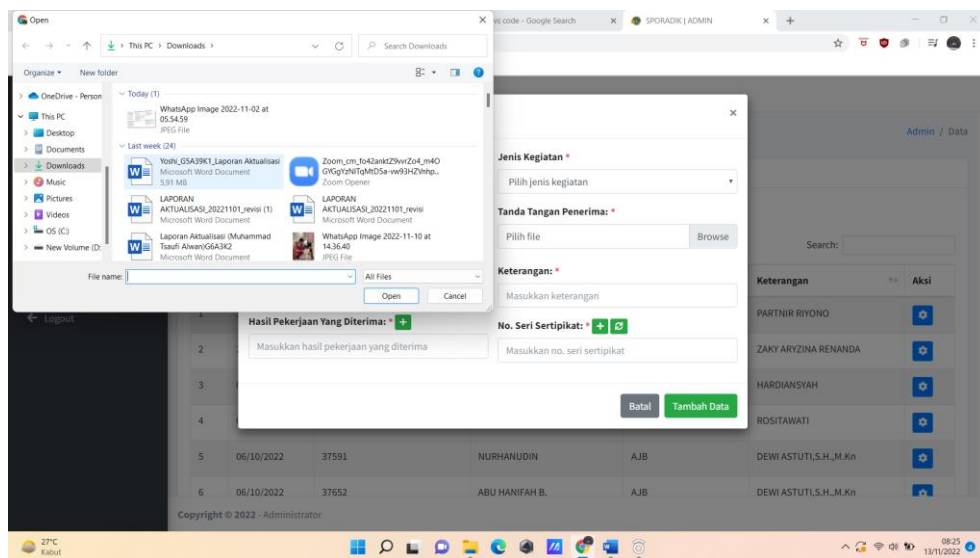 Open
vs code - Google Search
SPORADIK | ADMIN
This PC > Downloads >
Search Downloads
Organize
New folder
OneDrive - Person
This PC
Desktop
Documents
Downloads
Music
Pictures
Videos
OS (C:)
New Volume (D:
Today (1)
WhatsApp Image 2022-11-02 at
05.54.59
JPEG File
Last week (24)
Yoshi_G5A39K1_Laporan Aktualisasi
Microsoft Word Document
5,91 MB
Zoom Opener
LAPORAN
AKTUALISASI_20221101_revisi (1)
Microsoft Word Document
LAPORAN
AKTUALISASI_20221101_revisi
Microsoft Word Document
Laporan Aktualisasi (Muhammad
Tsaufi Alwan)G6A3K2
Microsoft Word Document
WhatsApp Image 2022-11-10 at
14.36.40
JPEG File
File name:
All Files
Open
Cancel
Admin / Data
Jenis Kegiatan *
Pilih jenis kegiatan
Tanda Tangan Penerima: *
Pilih file
Browse
Keterangan: *
Masukkan keterangan
Hasil Pekerjaan Yang Diterima: * +
Masukkan hasil pekerjaan yang diterima
No. Seri Sertipikat: * +
Masukkan no. seri sertipikat
Batal
Tambah Data
Logout
Search:
Keterangan
Aksi
PARTNIR RIYONO
2
ZAKY ARYZINA RENANDA
3
HARDIANSYAH
4
ROSITAWATI
5 06/10/2022 37591 NURHANUDIN AJB DEWI ASTUTI,S.H.,M.Kn
6 06/10/2022 37652 ABU HANIFAH B. AJB DEWI ASTUTI,S.H.,M.Kn
Copyright © 2022 - Administrator
27°C
Kabut
08:25
13/11/2022